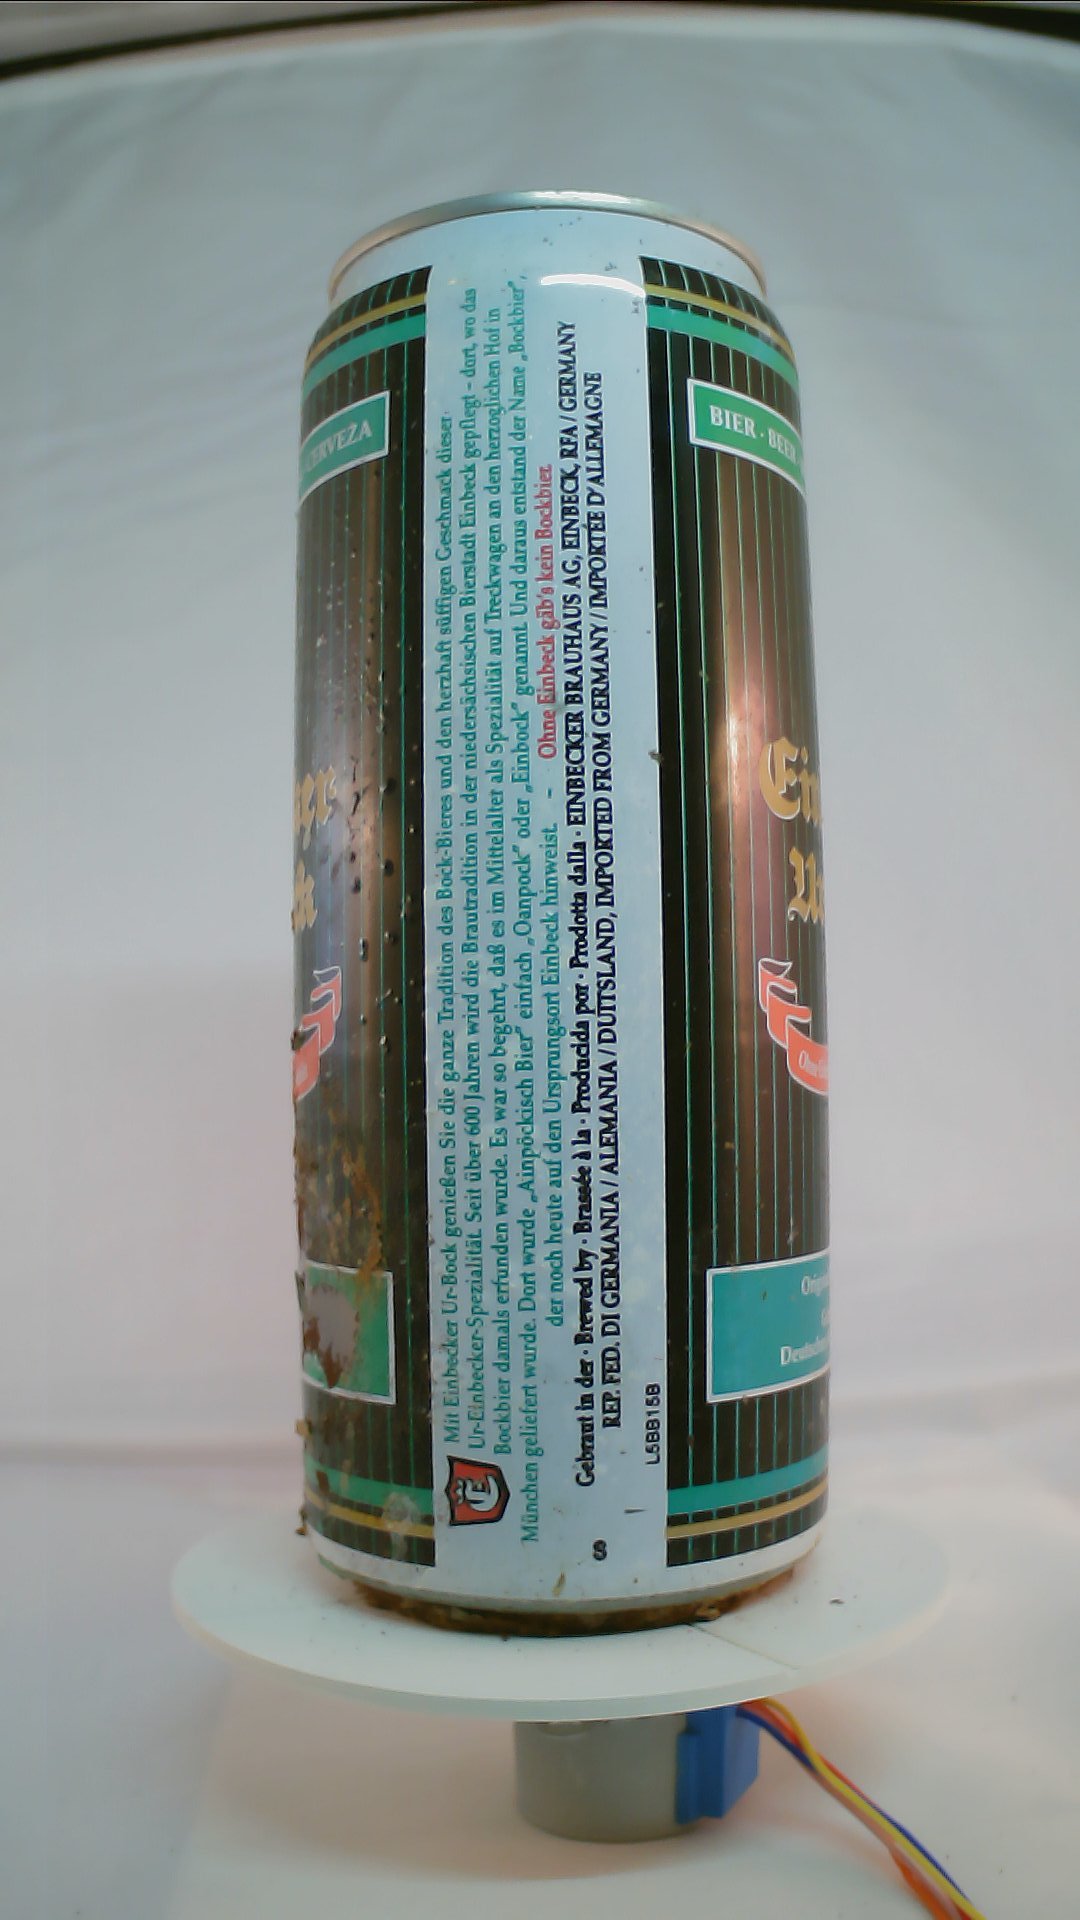 CERVEZA
Mit Einbecker Ur-Bock genießen Sie die ganze Tradition des Bock-Bieres und den herzhaft süffigen Geschmack dieser
Ur-Einbecker-Spezialität. Seit über 600 Jahren wird die Brautradition in der niedersächsischen Bierstadt Einbeck gepflegt - dort, wo das
Bockbier damals erfunden wurde. Es war so begehrt, daß es im Mittelalter als Spezialität auf Treckwagen an den herzoglichen Hof in
München geliefert wurde. Dort wurde „Ainpöckisch Bier" einfach „Oanpock" oder „Einbock" genannt. Und daraus entstand der Name „Bockbier",
der noch heute auf den Ursprungsort Einbeck hinweist. - Ohne Einbeck gäb's kein Bockbier.
Gebraut in der · Brewed by · Brassée à la · Producida por · Prodotta dalla · EINBECKER BRAUHAUS AG, EINBECK, RFA / GERMANY
REP. FED. DI GERMANIA / ALEMANIA / DUITSLAND, IMPORTED FROM GERMANY / IMPORTÉE D'ALLEMAGNE
L5BB15B
8
BIER · BEER